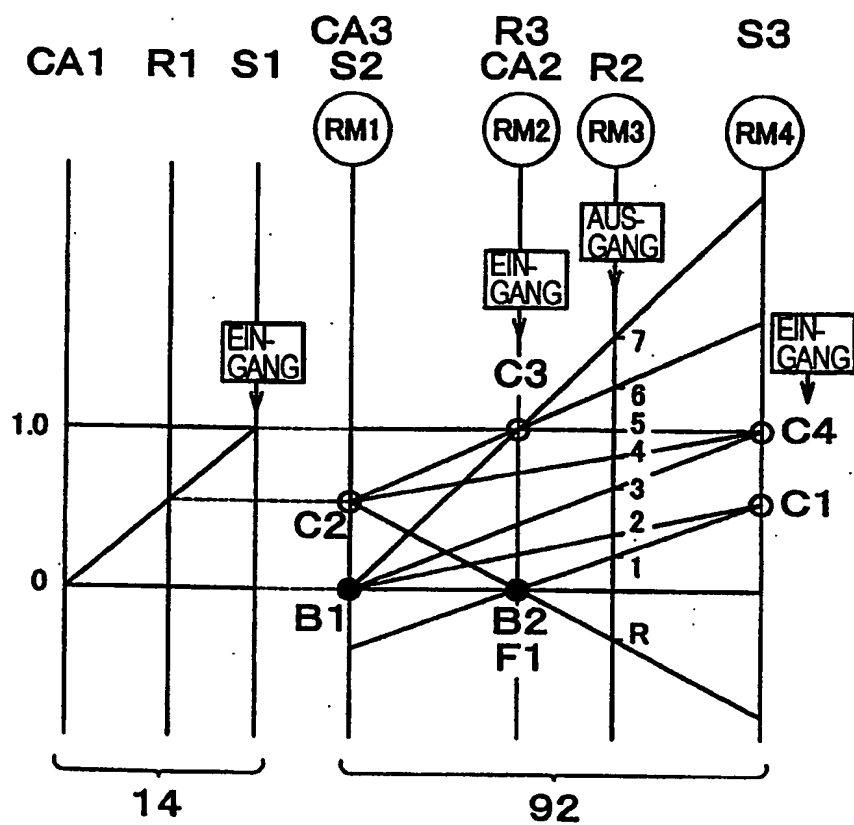 CA3 R3 S3
CA1 R1 S1 S2 CA2 R2
RM1 RM2 RM3 RM4
AUS-
GANG
EIN-
GANG
EIN-
GANG
EIN-
GANG
7
C3
6
1.0
5
C4
4
3
C1
C2
2
1
0
B1
B2
R
F1
14
92